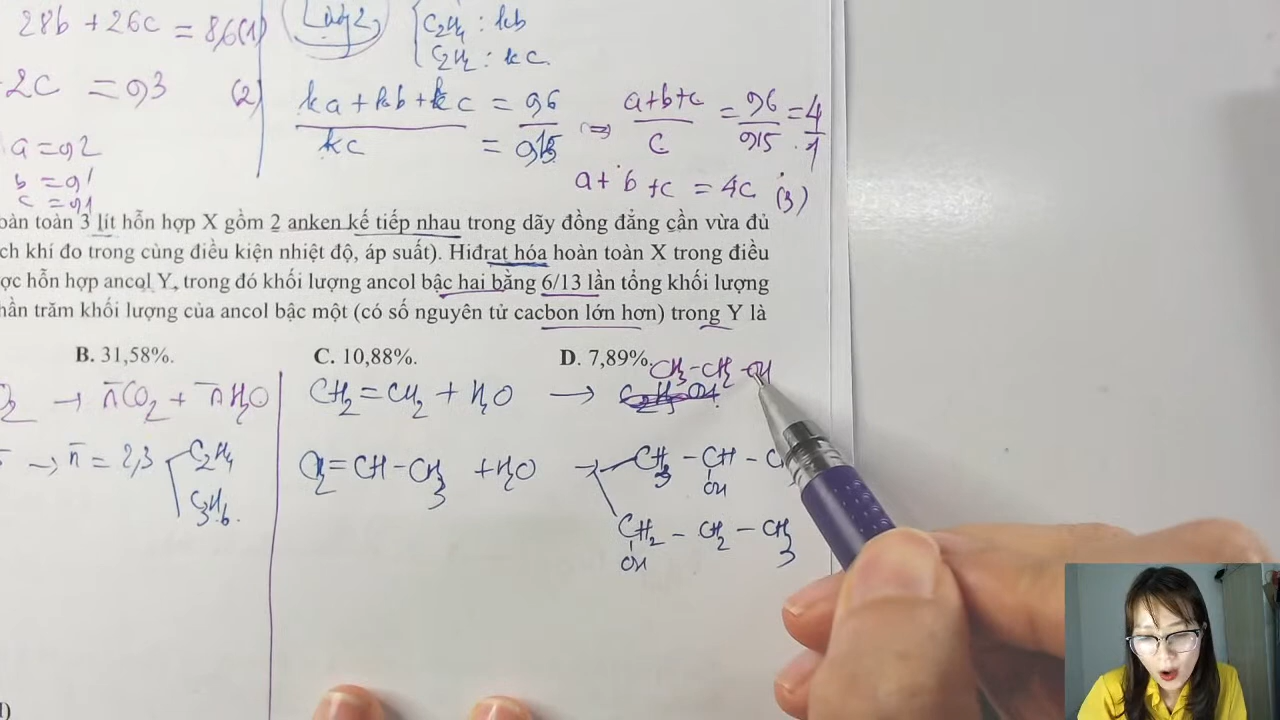 28b + 26c = 8,6 (1)
2C = 0,3 (2)
a = 0,2
b = 0,1
c = 0,1
C₂H₄ : kb
C₂H₂ : kc.
ka + kb + kc / kc = 0,6 / 0,15 ⇒ a+b+c / c = 0,6 / 0,15 = 4 / 1
a + b + c = 4c (3)
oàn toàn 3 lít hỗn hợp X gồm 2 anken kế tiếp nhau trong dãy đồng đẳng cần vừa đủ
ch khí đo trong cùng điều kiện nhiệt độ, áp suất). Hiđrat hóa hoàn toàn X trong điều
ợc hỗn hợp ancol Y, trong đó khối lượng ancol bậc hai bằng 6/13 lần tổng khối lượng
hần trăm khối lượng của ancol bậc một (có số nguyên tử cacbon lớn hơn) trong Y là
B. 31,58%. C. 10,88%. D. 7,89%.
CH₃-CH₂-OH
→ n̄CO₂ + n̄H₂O
CH₂=CH₂ + H₂O → C₂H₅OH
→ n̄ = 2,3
C₂H₄
C₃H₆.
CH₂=CH-CH₃ + H₂O
CH₃ - CH -
OH
CH₂ - CH₂ - CH₃
OH